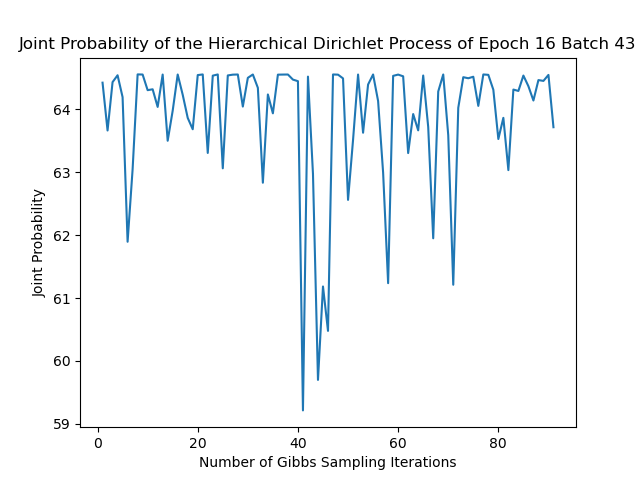 Joint Probability of the Hierarchical Dirichlet Process of Epoch 16 Batch 43
64
63
62
61
60
59
Joint Probability
0 20 40 60 80
Number of Gibbs Sampling Iterations